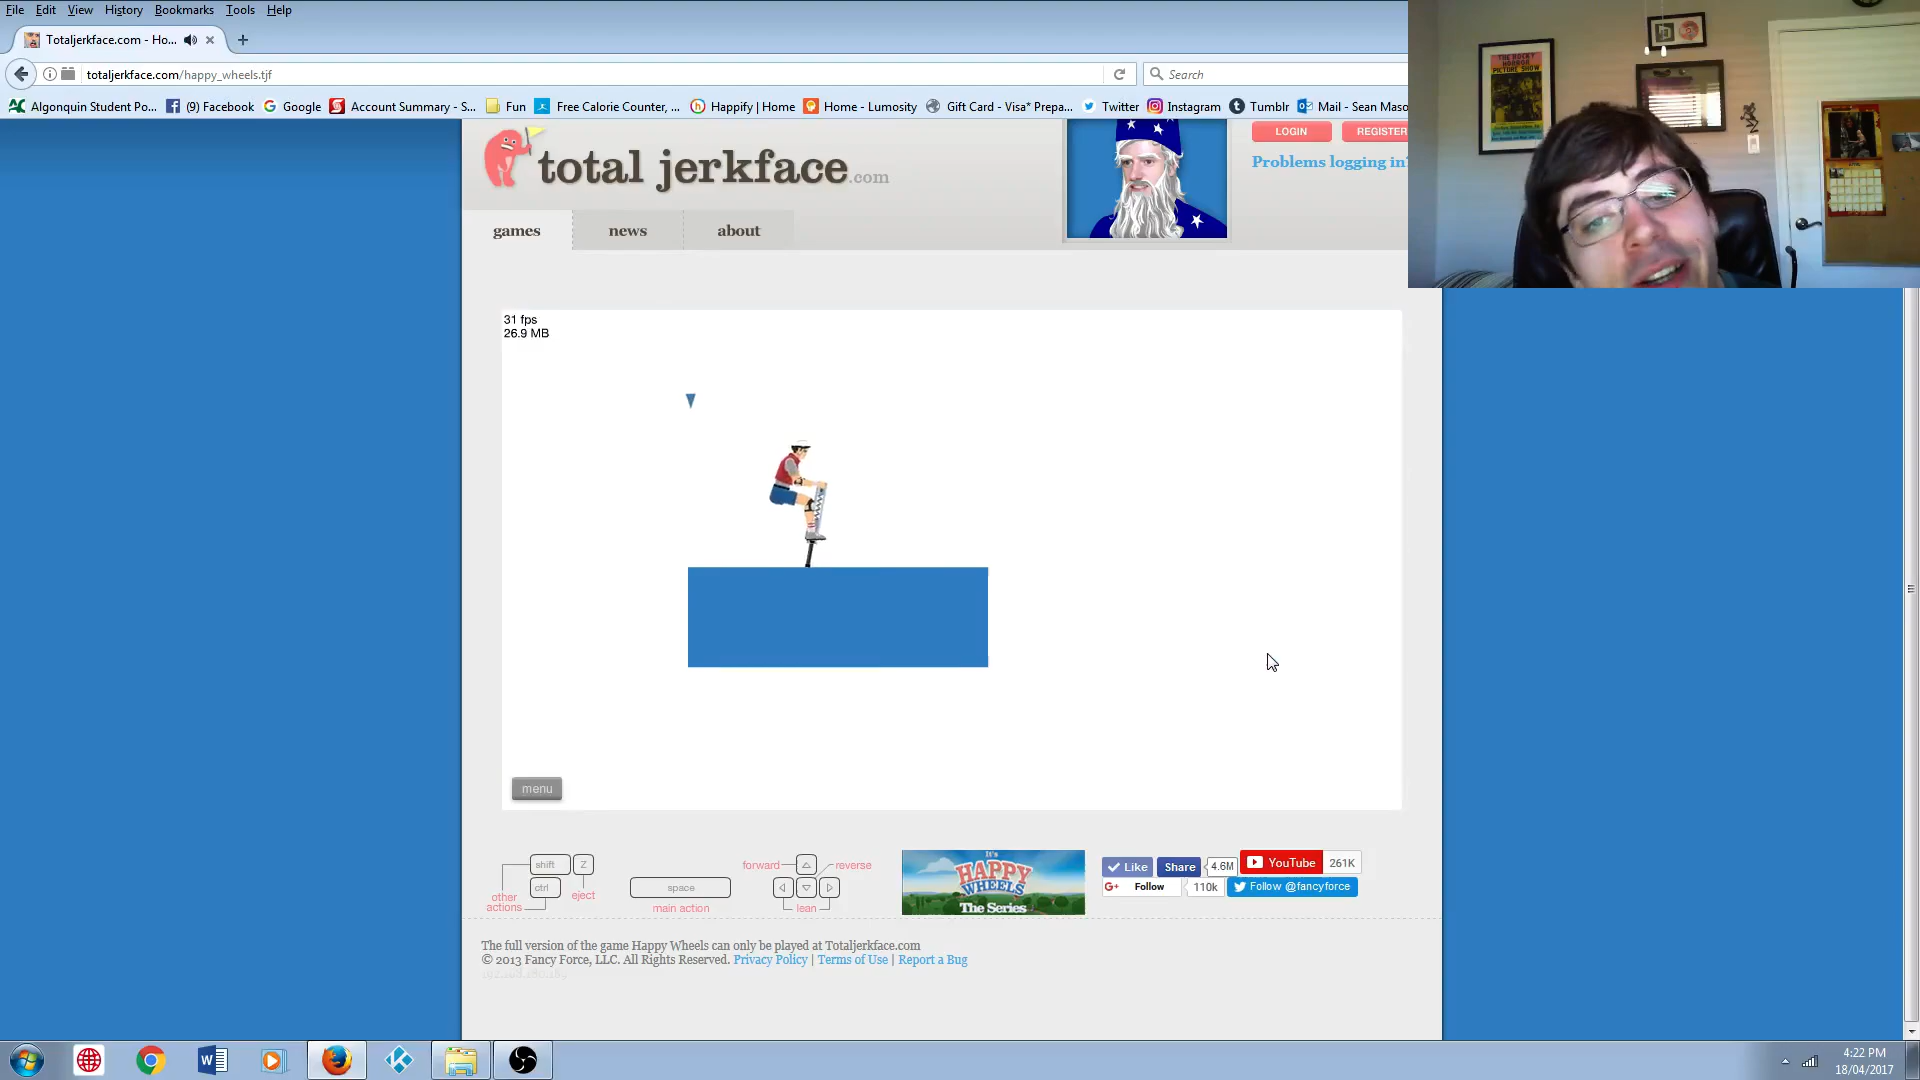 File Edit View History Bookmarks Tools Help
Totaljerkface.com - Ho...
totaljerkface.com/happy_wheels.tjf
Search
Algonquin Student Po... (9) Facebook Google Account Summary - S... Fun Free Calorie Counter, ... Happify | Home Home - Lumosity Gift Card - Visa* Prepa... Twitter Instagram Tumblr Mail - Sean Maso
THE ROCKY HORROR PICTURE SHOW
total jerkface.com
LOGIN REGISTER
Problems logging in?
games news about
31 fps
26.9 MB
menu
shift Z
ctrl
other actions
eject
space
main action
forward reverse
lean
It's
HAPPY
WHEELS
The Series
Like Share 4.6M YouTube 261K
G+ Follow 110k Follow @fancyforce
The full version of the game Happy Wheels can only be played at Totaljerkface.com
© 2013 Fancy Force, LLC. All Rights Reserved. Privacy Policy | Terms of Use | Report a Bug
4:22 PM
18/04/2017